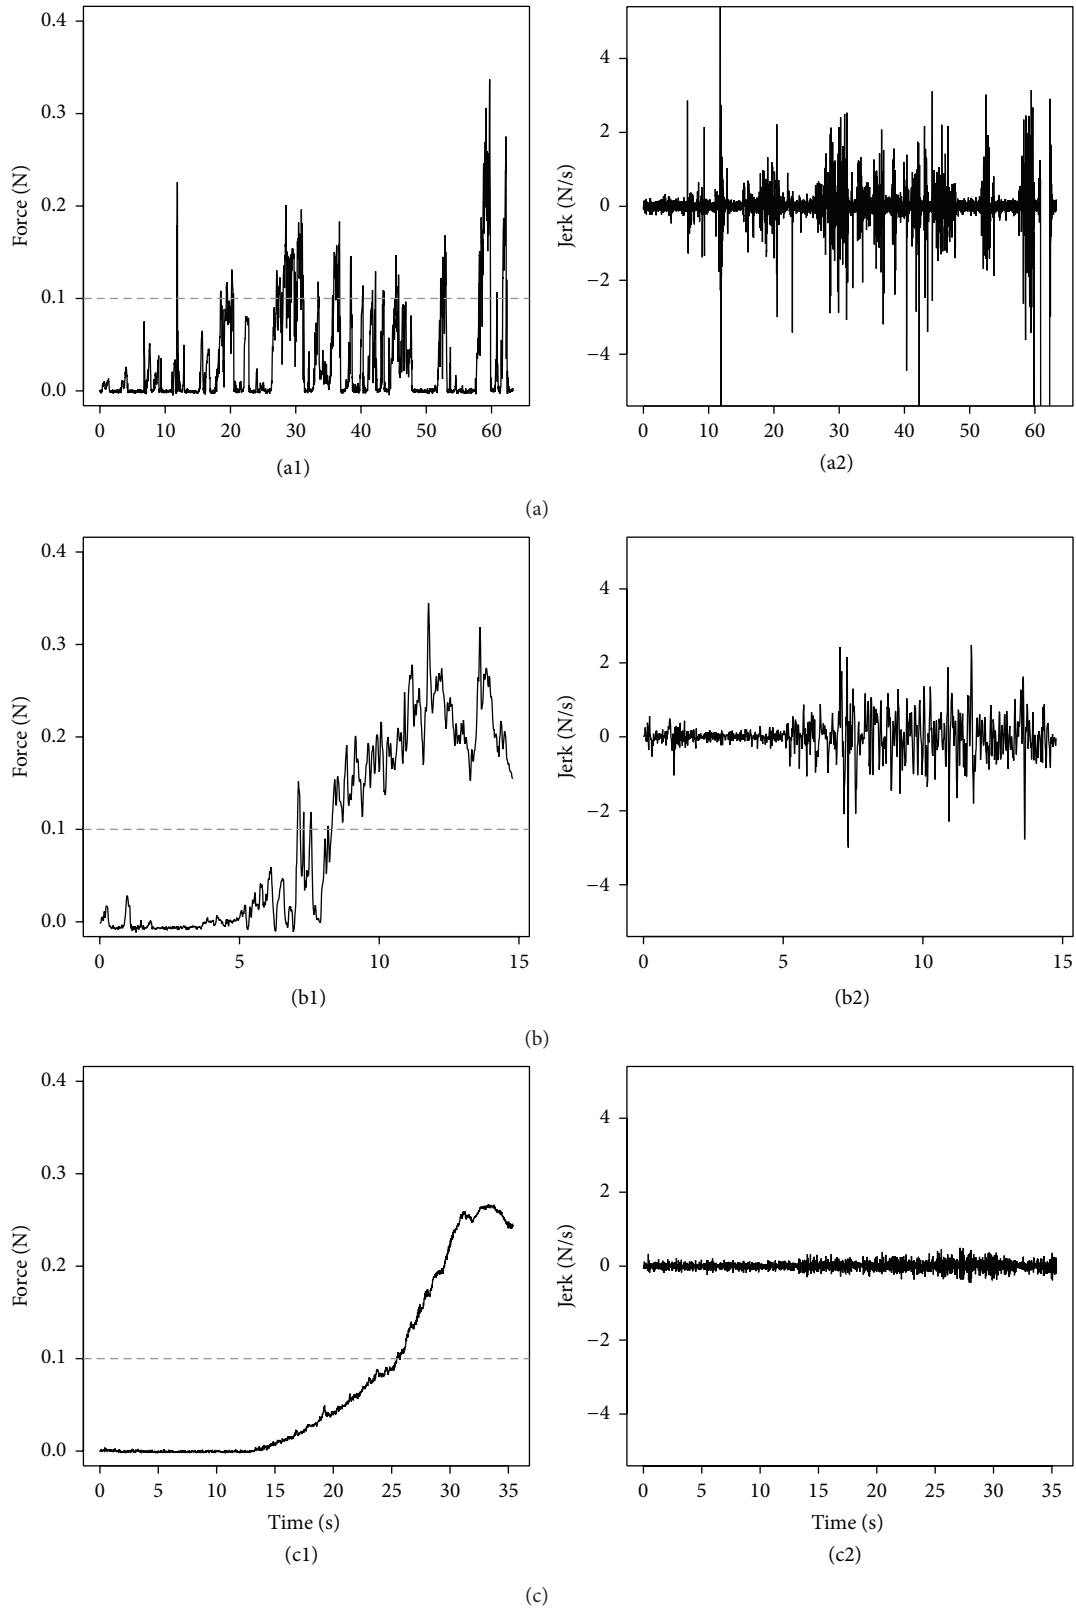 0.4
0.3
0.2
0.1
0.0
Force (N)
0 10 20 30 40 50 60
(a1)
4
2
0
−2
−4
Jerk (N/s)
0 10 20 30 40 50 60
(a2)
(a)
0.4
0.3
0.2
0.1
0.0
Force (N)
0 5 10 15
(b1)
4
2
0
−2
−4
Jerk (N/s)
0 5 10 15
(b2)
(b)
0.4
0.3
0.2
0.1
0.0
Force (N)
0 5 10 15 20 25 30 35
Time (s)
(c1)
4
2
0
−2
−4
Jerk (N/s)
0 5 10 15 20 25 30 35
Time (s)
(c2)
(c)